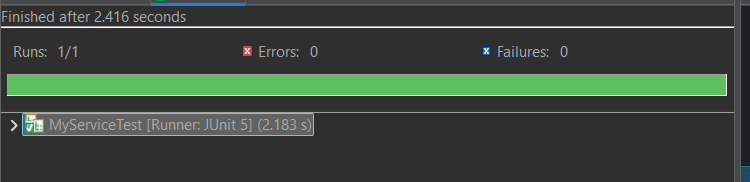 Finished after 2.416 seconds
Runs: 1/1 Errors: 0 Failures: 0
MyServiceTest [Runner: JUnit 5] (2.183 s)